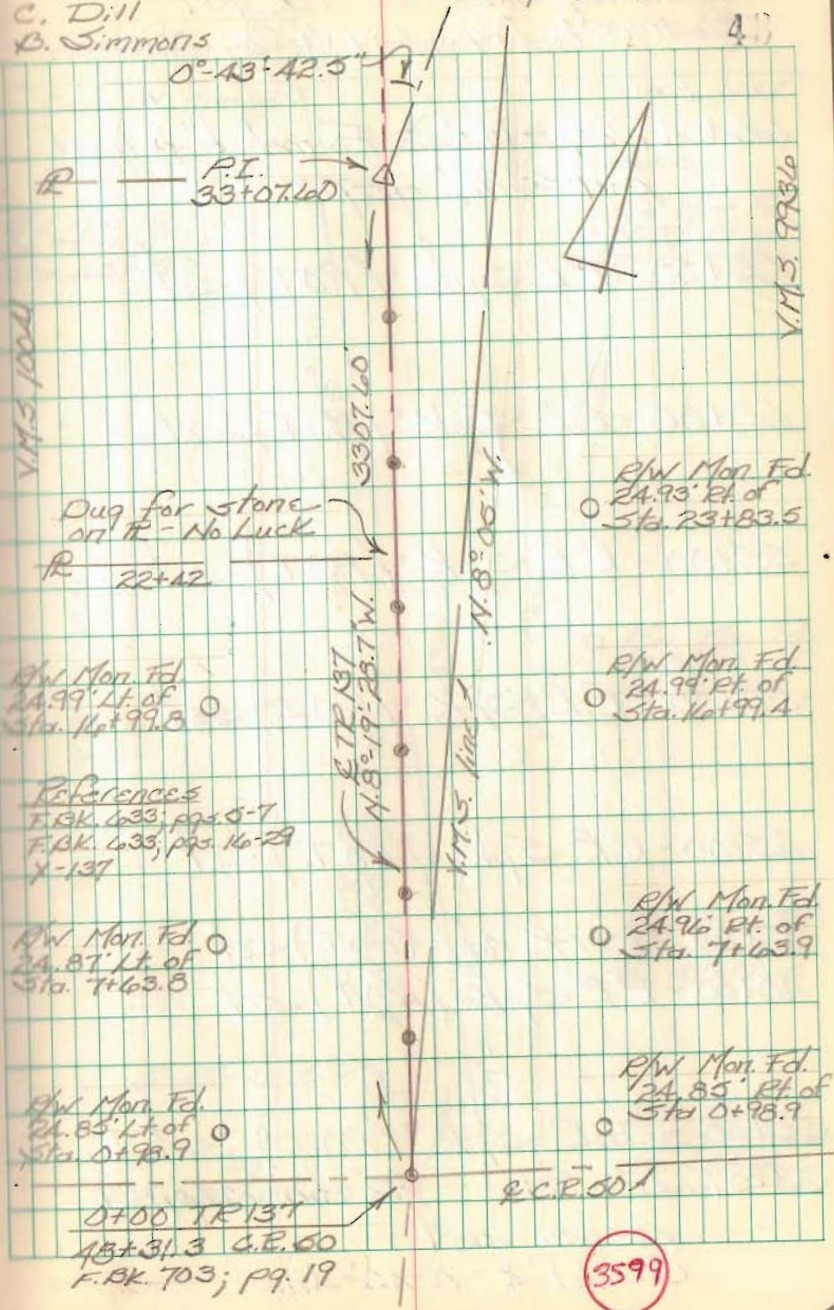 C. Dill
B. Simmons
4
0°-43'-42.5"
P.I.
33+07.60
V.M.S. 9936
3307.60'
R/W Mon. Fd.
24.93' Rt. of
Sta. 23+83.5
Dug for stone
on PL - No Luck
PL
22+42
N. 8°-05' W.
R/W Mon. Fd.
24.99' Lt. of
Sta. 16+99.8
R/W Mon. Fd.
24.99' Rt. of
Sta. 16+99.4
℄ TR 137
N. 8°-19'-28.7" W.
V.M.S. line
References
F.BK. 633; pgs. 5-7
F.BK. 633; pgs. 16-29
X-137
R/W Mon. Fd.
24.87' Lt. of
Sta. 7+63.8
R/W Mon. Fd.
24.96' Rt. of
Sta. 7+63.9
R/W Mon. Fd.
24.85' Lt. of
Sta. 0+98.9
R/W Mon. Fd.
24.85' Rt. of
Sta 0+98.9
℄ C.R. 50
0+00 TR 137
48+31.3 C.R. 60
F.BK. 703; pg. 19
3599